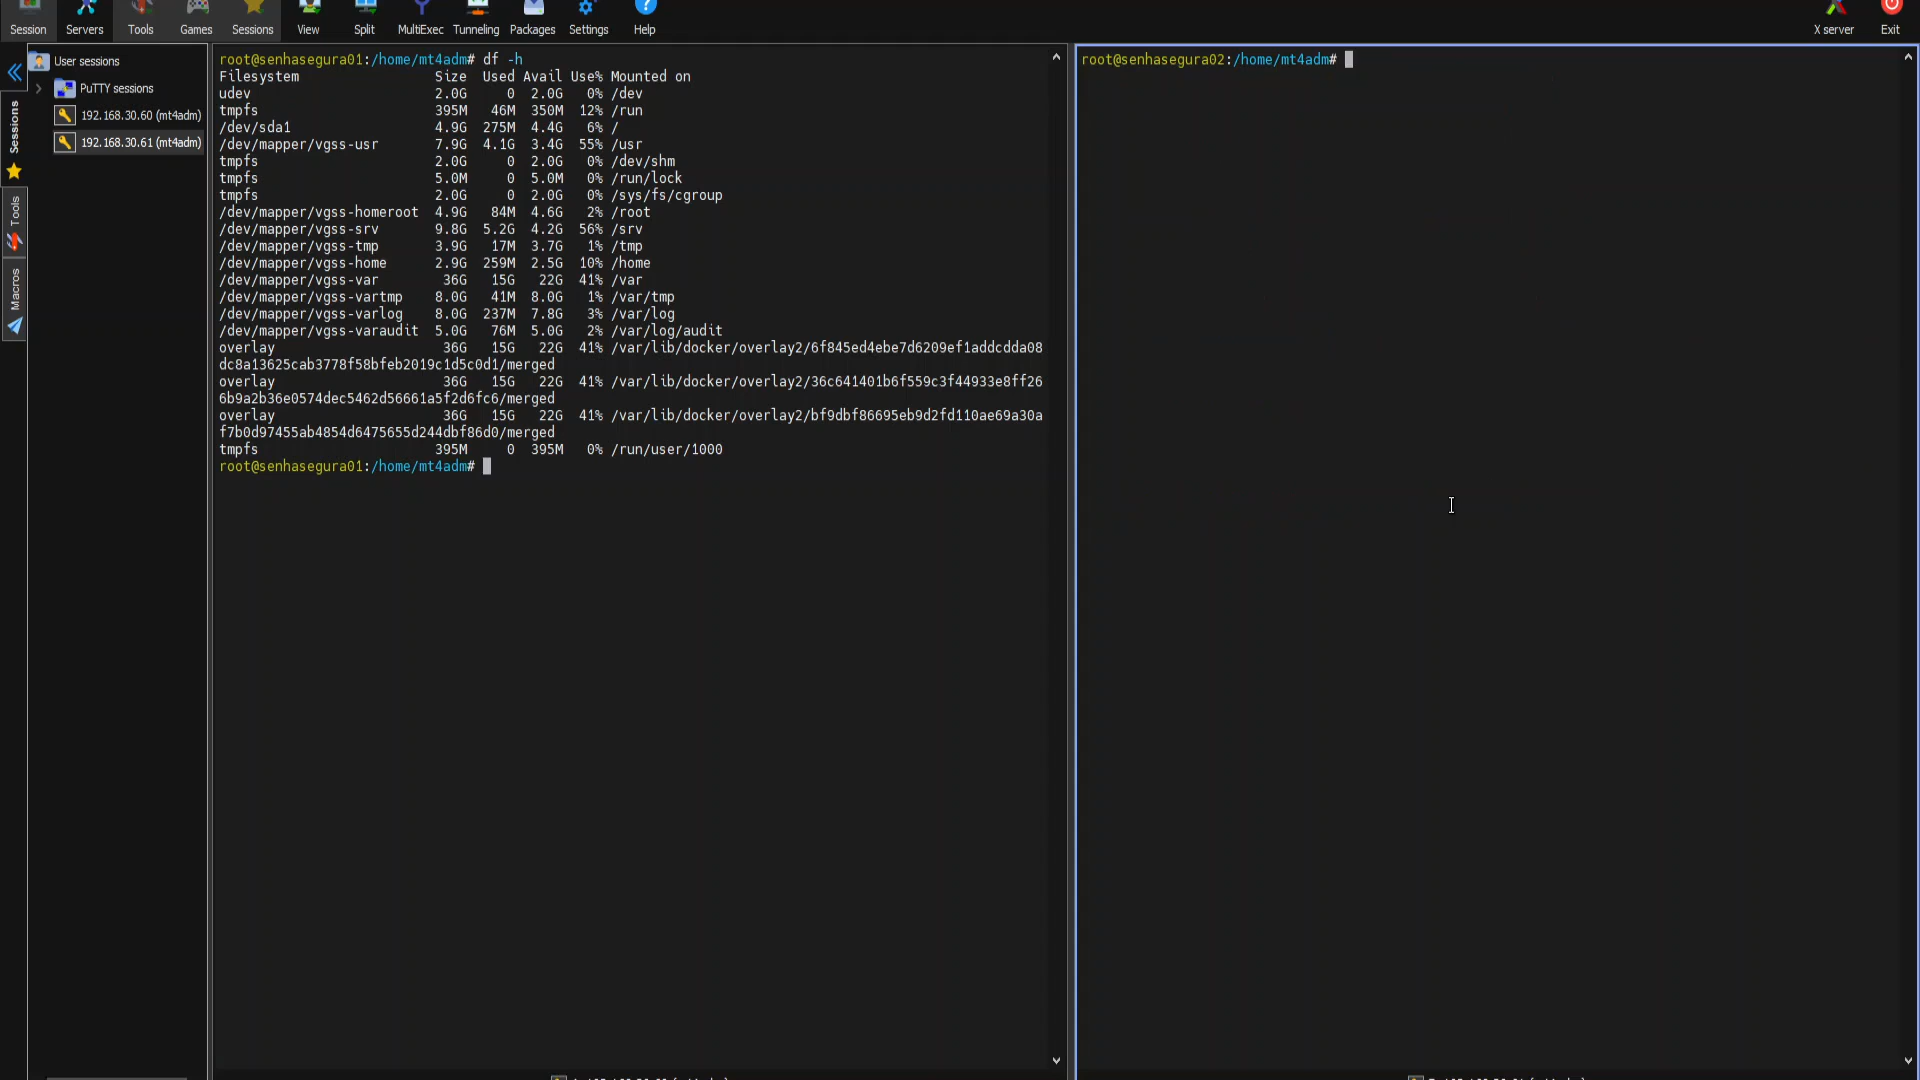 Session Servers Tools Games Sessions View Split MultiExec Tunneling Packages Settings Help X server Exit
User sessions
PuTTY sessions
192.168.30.60 (mt4adm)
192.168.30.61 (mt4adm)
Sessions
Tools
Macros
root@senhasegura01:/home/mt4adm# df -h
Filesystem Size Used Avail Use% Mounted on
udev 2.0G 0 2.0G 0% /dev
tmpfs 395M 46M 350M 12% /run
/dev/sda1 4.9G 275M 4.4G 6% /
/dev/mapper/vgss-usr 7.9G 4.1G 3.4G 55% /usr
tmpfs 2.0G 0 2.0G 0% /dev/shm
tmpfs 5.0M 0 5.0M 0% /run/lock
tmpfs 2.0G 0 2.0G 0% /sys/fs/cgroup
/dev/mapper/vgss-homeroot 4.9G 84M 4.6G 2% /root
/dev/mapper/vgss-srv 9.8G 5.2G 4.2G 56% /srv
/dev/mapper/vgss-tmp 3.9G 17M 3.7G 1% /tmp
/dev/mapper/vgss-home 2.9G 259M 2.5G 10% /home
/dev/mapper/vgss-var 36G 15G 22G 41% /var
/dev/mapper/vgss-vartmp 8.0G 41M 8.0G 1% /var/tmp
/dev/mapper/vgss-varlog 8.0G 237M 7.8G 3% /var/log
/dev/mapper/vgss-varaudit 5.0G 76M 5.0G 2% /var/log/audit
overlay 36G 15G 22G 41% /var/lib/docker/overlay2/6f845ed4ebe7d6209ef1addcdda08
dc8a13625cab3778f58bfeb2019c1d5c0d1/merged
overlay 36G 15G 22G 41% /var/lib/docker/overlay2/36c641401b6f559c3f44933e8ff26
6b9a2b36e0574dec5462d56661a5f2d6fc6/merged
overlay 36G 15G 22G 41% /var/lib/docker/overlay2/bf9dbf86695eb9d2fd110ae69a30a
f7b0d97455ab4854d6475655d244dbf86d0/merged
tmpfs 395M 0 395M 0% /run/user/1000
root@senhasegura01:/home/mt4adm#
root@senhasegura02:/home/mt4adm#